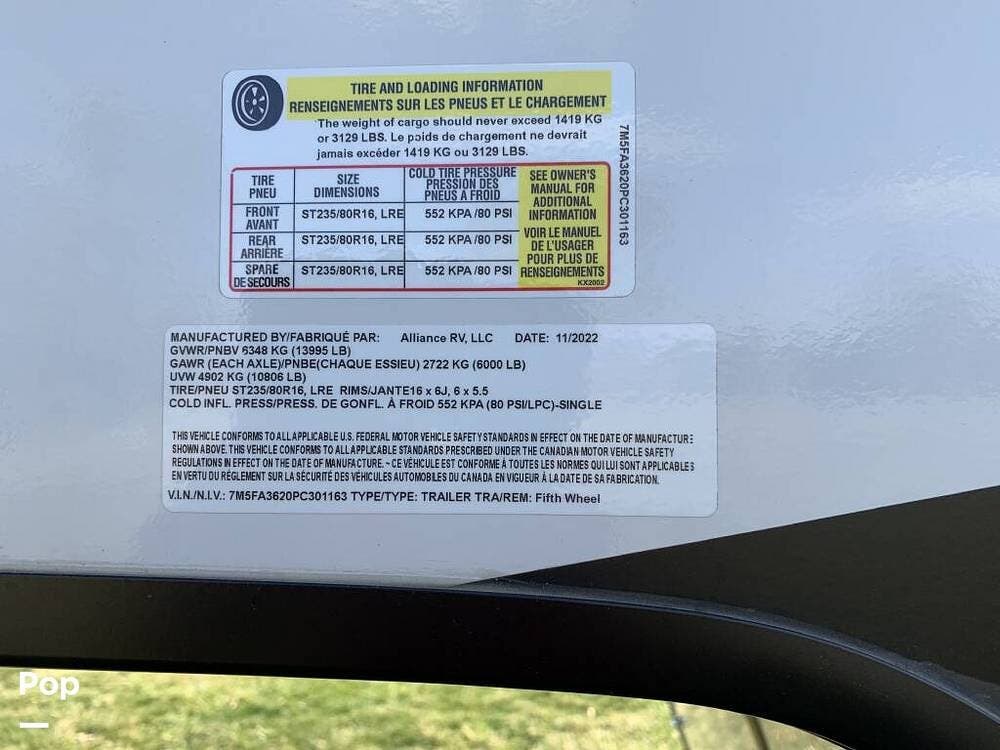 TIRE AND LOADING INFORMATION
RENSEIGNEMENTS SUR LES PNEUS ET LE CHARGEMENT
The weight of cargo should never exceed 1419 KG
or 3129 LBS. Le poids de chargement ne devrait
jamais excéder 1419 KG ou 3129 LBS.
7M5FA3620PC301163
TIRE
PNEU
SIZE
DIMENSIONS
COLD TIRE PRESSURE
PRESSION DES
PNEUS À FROID
SEE OWNER'S
MANUAL FOR
ADDITIONAL
INFORMATION
VOIR LE MANUEL
DE L'USAGER
POUR PLUS DE
RENSEIGNEMENTS
KX2002
FRONT
AVANT
ST235/80R16, LRE
552 KPA /80 PSI
REAR
ARRIÈRE
ST235/80R16, LRE
552 KPA /80 PSI
SPARE
DE SECOURS
ST235/80R16, LRE
552 KPA /80 PSI
MANUFACTURED BY/FABRIQUÉ PAR: Alliance RV, LLC DATE: 11/2022
GVWR/PNBV 6348 KG (13995 LB)
GAWR (EACH AXLE)/PNBE(CHAQUE ESSIEU) 2722 KG (6000 LB)
UVW 4902 KG (10806 LB)
TIRE/PNEU ST235/80R16, LRE RIMS/JANTE16 x 6J, 6 x 5.5
COLD INFL. PRESS/PRESS. DE GONFL. À FROID 552 KPA (80 PSI/LPC)-SINGLE
THIS VEHICLE CONFORMS TO ALL APPLICABLE U.S. FEDERAL MOTOR VEHICLE SAFETY STANDARDS IN EFFECT ON THE DATE OF MANUFACTURE
SHOWN ABOVE. THIS VEHICLE CONFORMS TO ALL APPLICABLE STANDARDS PRESCRIBED UNDER THE CANADIAN MOTOR VEHICLE SAFETY
REGULATIONS IN EFFECT ON THE DATE OF MANUFACTURE. ~ CE VÉHICULE EST CONFORME À TOUTES LES NORMES QUI LUI SONT APPLICABLES
EN VERTU DU RÈGLEMENT SUR LA SÉCURITÉ DES VÉHICULES AUTOMOBILES DU CANADA EN VIGUEUR À LA DATE DE SA FABRICATION.
V.I.N./N.I.V.: 7M5FA3620PC301163 TYPE/TYPE: TRAILER TRA/REM: Fifth Wheel
Pop